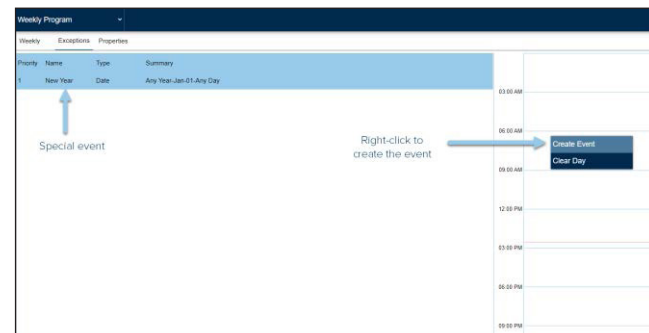 Weekly Program
Weekly Exceptions Properties
Priority Name Type Summary
1 New Year Date Any Year-Jan-01-Any Day
03:00 AM
Special event
Right-click to
create the event
06:00 AM
Create Event
Clear Day
09:00 AM
12:00 PM
03:00 PM
06:00 PM
09:00 PM